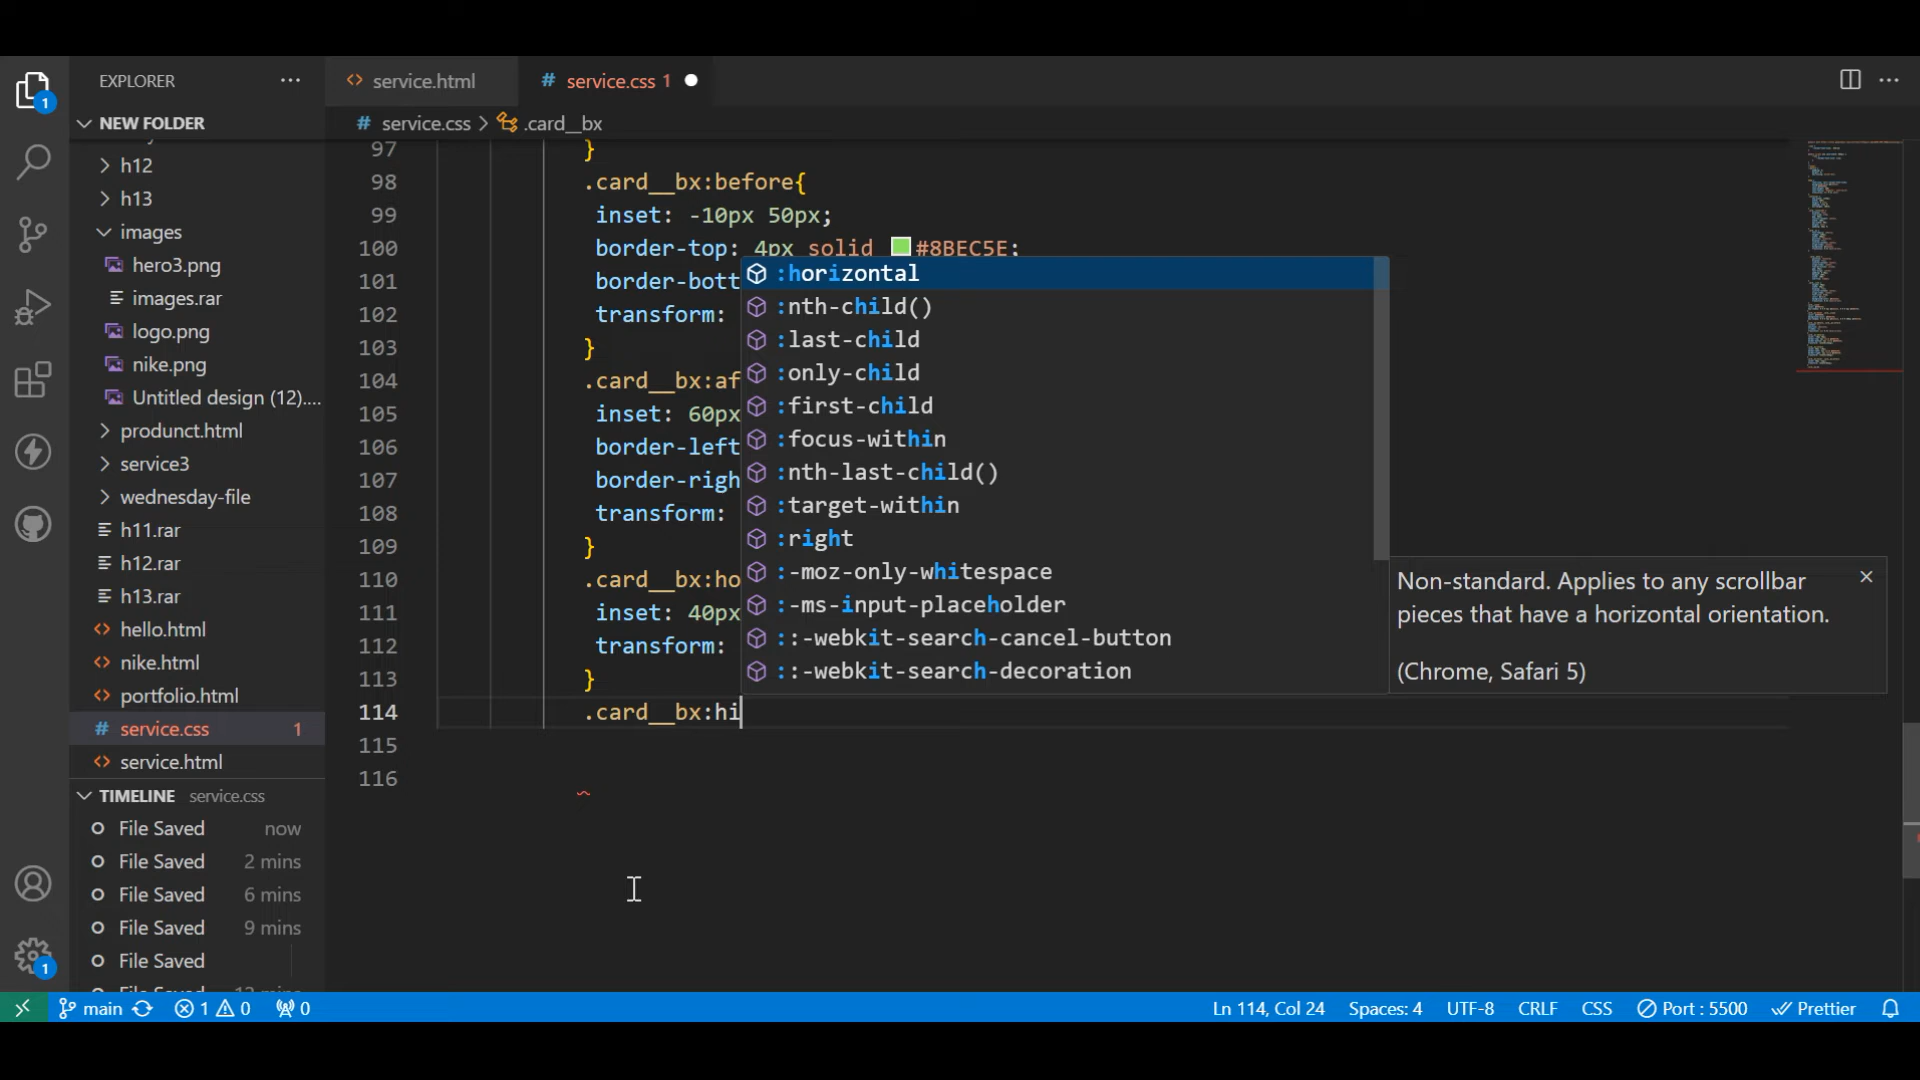 EXPLORER
service.html
service.css 1
NEW FOLDER
service.css > .card__bx
h12
h13
images
hero3.png
images.rar
logo.png
nike.png
Untitled design (12)....
produnct.html
service3
wednesday-file
h11.rar
h12.rar
h13.rar
hello.html
nike.html
portfolio.html
service.css 1
service.html
TIMELINE service.css
File Saved now
File Saved 2 mins
File Saved 6 mins
File Saved 9 mins
File Saved
97 }
98 .card__bx:before{
99 inset: -10px 50px;
100 border-top: 4px solid #8BEC5E;
101 border-bott
102 transform:
103 }
104 .card__bx:af
105 inset: 60px
106 border-left
107 border-righ
108 transform:
109 }
110 .card__bx:ho
111 inset: 40px
112 transform:
113 }
114 .card__bx:hi
115
116
:horizontal
:nth-child()
:last-child
:only-child
:first-child
:focus-within
:nth-last-child()
:target-within
:right
:-moz-only-whitespace
:-ms-input-placeholder
::-webkit-search-cancel-button
::-webkit-search-decoration
Non-standard. Applies to any scrollbar
pieces that have a horizontal orientation.
(Chrome, Safari 5)
1
1
main 1 0 0 Ln 114, Col 24 Spaces: 4 UTF-8 CRLF CSS Port : 5500 Prettier